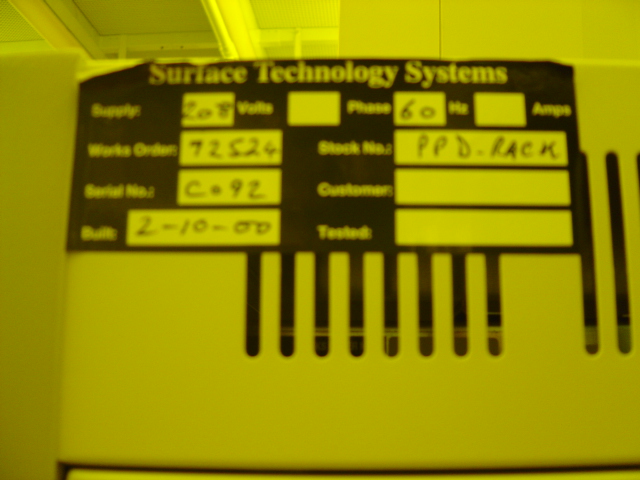 Surface Technology Systems
Supply: 208 Volts Phase 60 Hz Amps
Works Order: 72524 Stock No.: PPD-RACK
Serial No.: C092 Customer:
Built: 2-10-00 Tested: